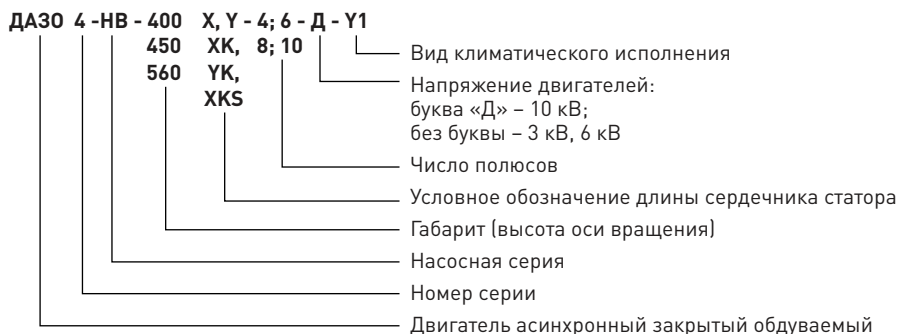 ДАЗО 4 -НВ - 400 X, Y - 4; 6 - Д - Y1
450 XK, 8; 10
560 YK,
XKS
Вид климатического исполнения
Напряжение двигателей:
буква «Д» – 10 кВ;
без буквы – 3 кВ, 6 кВ
Число полюсов
Условное обозначение длины сердечника статора
Габарит (высота оси вращения)
Насосная серия
Номер серии
Двигатель асинхронный закрытый обдуваемый